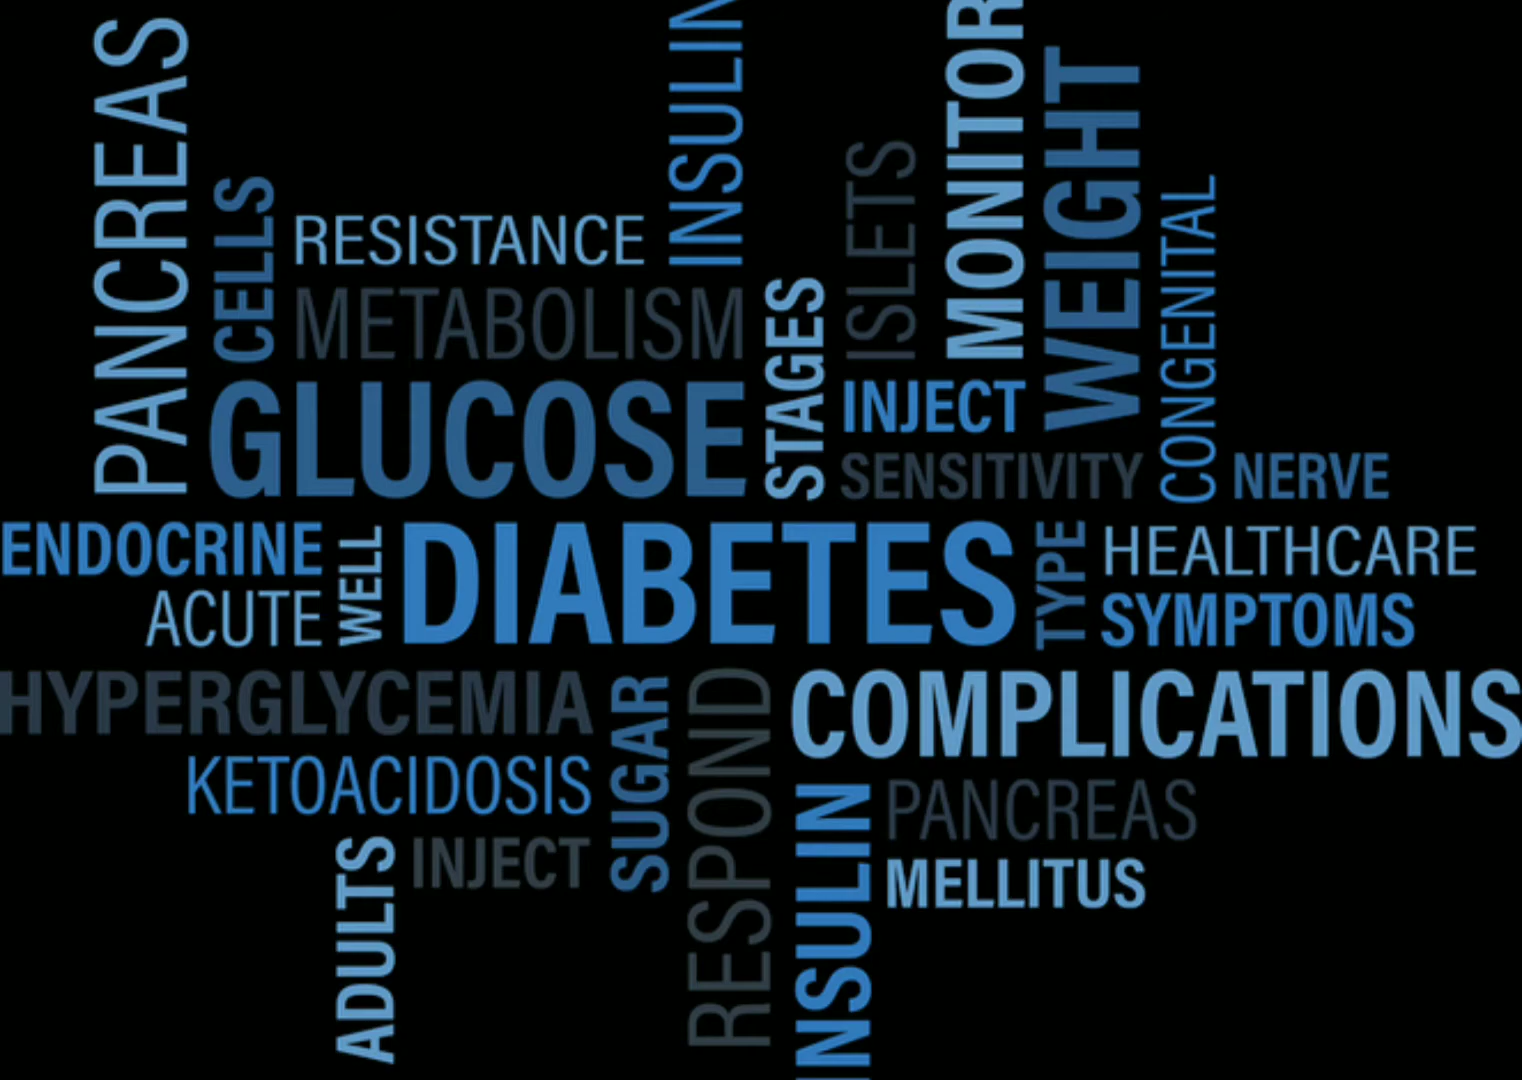 PANCREAS
CELLS
RESISTANCE
INSULIN
METABOLISM
GLUCOSE
STAGES
ISLETS
MONITOR
WEIGHT
INJECT
SENSITIVITY
CONGENITAL
NERVE
ENDOCRINE
ACUTE
WELL
DIABETES
TYPE
HEALTHCARE
SYMPTOMS
HYPERGLYCEMIA
KETOACIDOSIS
SUGAR
RESPOND
COMPLICATIONS
ADULTS
INJECT
INSULIN
PANCREAS
MELLITUS